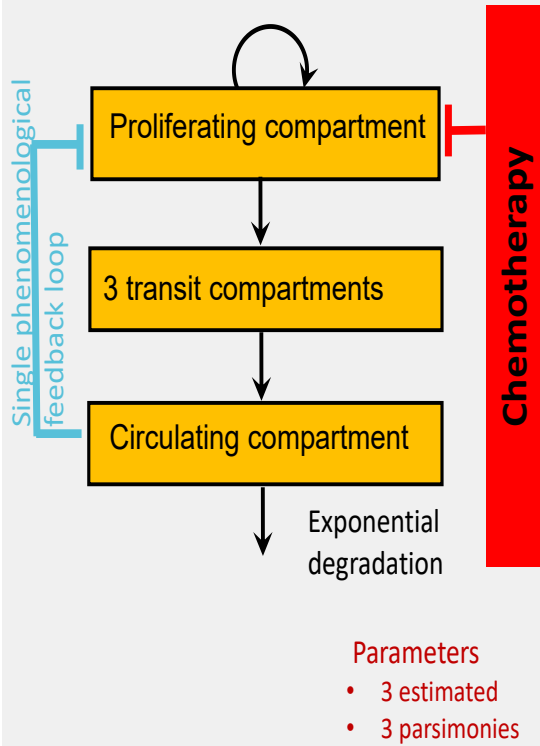 Proliferating compartment
3 transit compartments
Circulating compartment
Exponential
degradation
Single phenomenological
feedback loop
Chemotherapy
Parameters
• 3 estimated
• 3 parsimonies